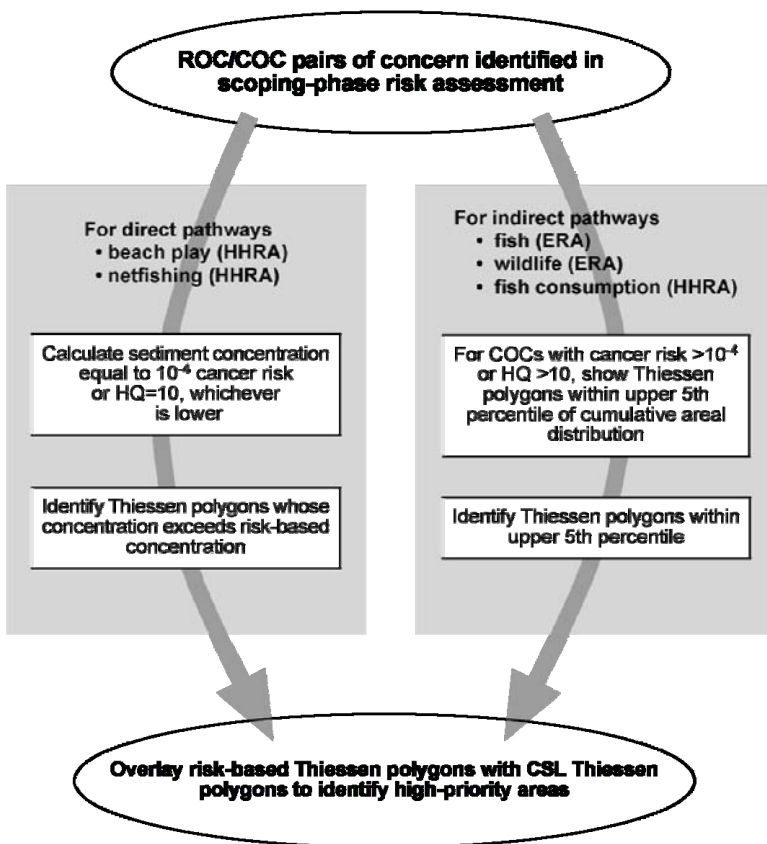 ROC/COC pairs of concern identified in
scoping-phase risk assessment
For direct pathways
• beach play (HHRA)
• netfishing (HHRA)
Calculate sediment concentration
equal to 10⁻⁴ cancer risk
or HQ=10, whichever
is lower
Identify Thiessen polygons whose
concentration exceeds risk-based
concentration
For indirect pathways
• fish (ERA)
• wildlife (ERA)
• fish consumption (HHRA)
For COCs with cancer risk >10⁻⁴
or HQ >10, show Thiessen
polygons within upper 5th
percentile of cumulative areal
distribution
Identify Thiessen polygons within
upper 5th percentile
Overlay risk-based Thiessen polygons with CSL Thiessen
polygons to identify high-priority areas